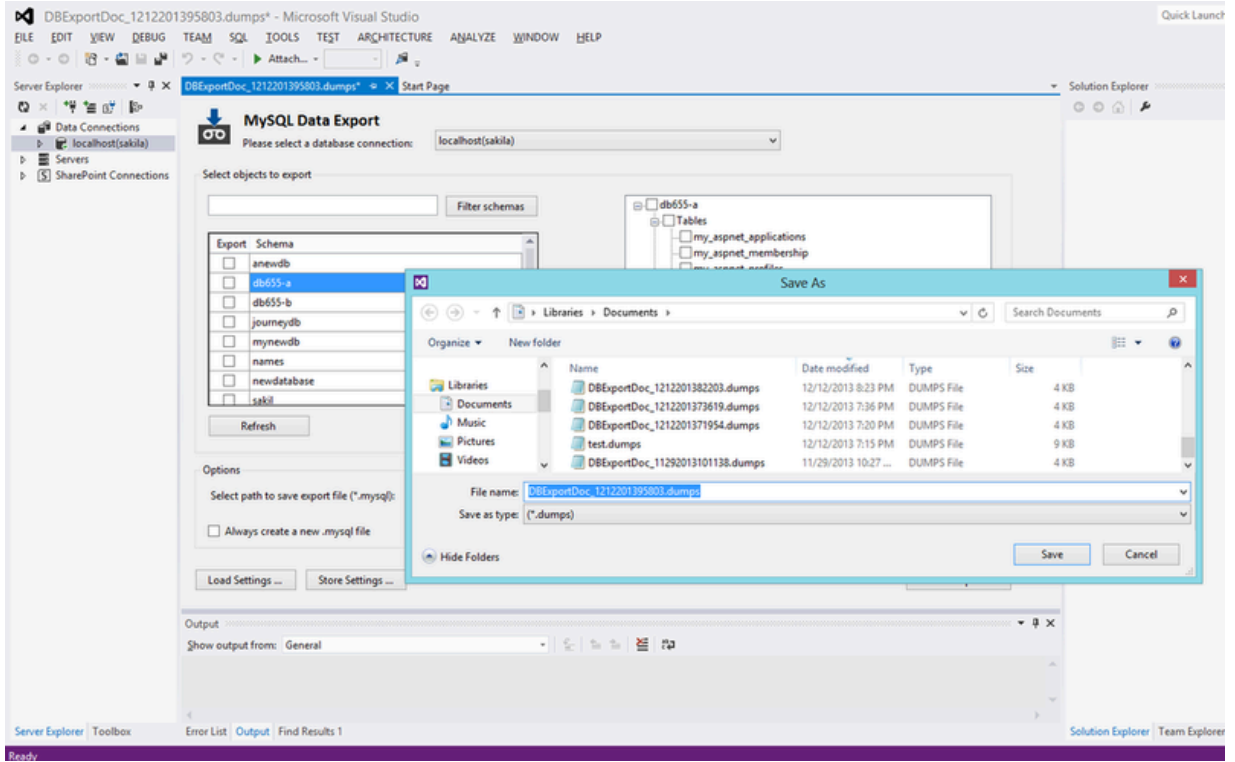 DBExportDoc_1212201395803.dumps* - Microsoft Visual Studio
Quick Launch
FILE EDIT VIEW DEBUG TEAM SQL TOOLS TEST ARCHITECTURE ANALYZE WINDOW HELP
Attach...
Server Explorer
DBExportDoc_1212201395803.dumps* Start Page
Solution Explorer
Data Connections
localhost(sakila)
Servers
SharePoint Connections
MySQL Data Export
Please select a database connection: localhost(sakila)
Select objects to export
Filter schemas
Export Schema
anewdb
db655-a
db655-b
journeydb
mynewdb
names
newdatabase
sakil
Refresh
db655-a
Tables
my_aspnet_applications
my_aspnet_membership
my_aspnet_profiles
Options
Select path to save export file (*.mysql):
Always create a new .mysql file
Load Settings ... Store Settings ...
Save As
Libraries Documents
Search Documents
Organize New folder
Libraries
Documents
Music
Pictures
Videos
Name Date modified Type Size
DBExportDoc_1212201382203.dumps 12/12/2013 8:23 PM DUMPS File 4 KB
DBExportDoc_1212201373619.dumps 12/12/2013 7:36 PM DUMPS File 4 KB
DBExportDoc_1212201371954.dumps 12/12/2013 7:20 PM DUMPS File 4 KB
test.dumps 12/12/2013 7:15 PM DUMPS File 9 KB
DBExportDoc_11292013101138.dumps 11/29/2013 10:27 ... DUMPS File 4 KB
File name: DBExportDoc_1212201395803.dumps
Save as type: (*.dumps)
Hide Folders
Save Cancel
Output
Show output from: General
Server Explorer Toolbox
Error List Output Find Results 1
Solution Explorer Team Explorer
Ready